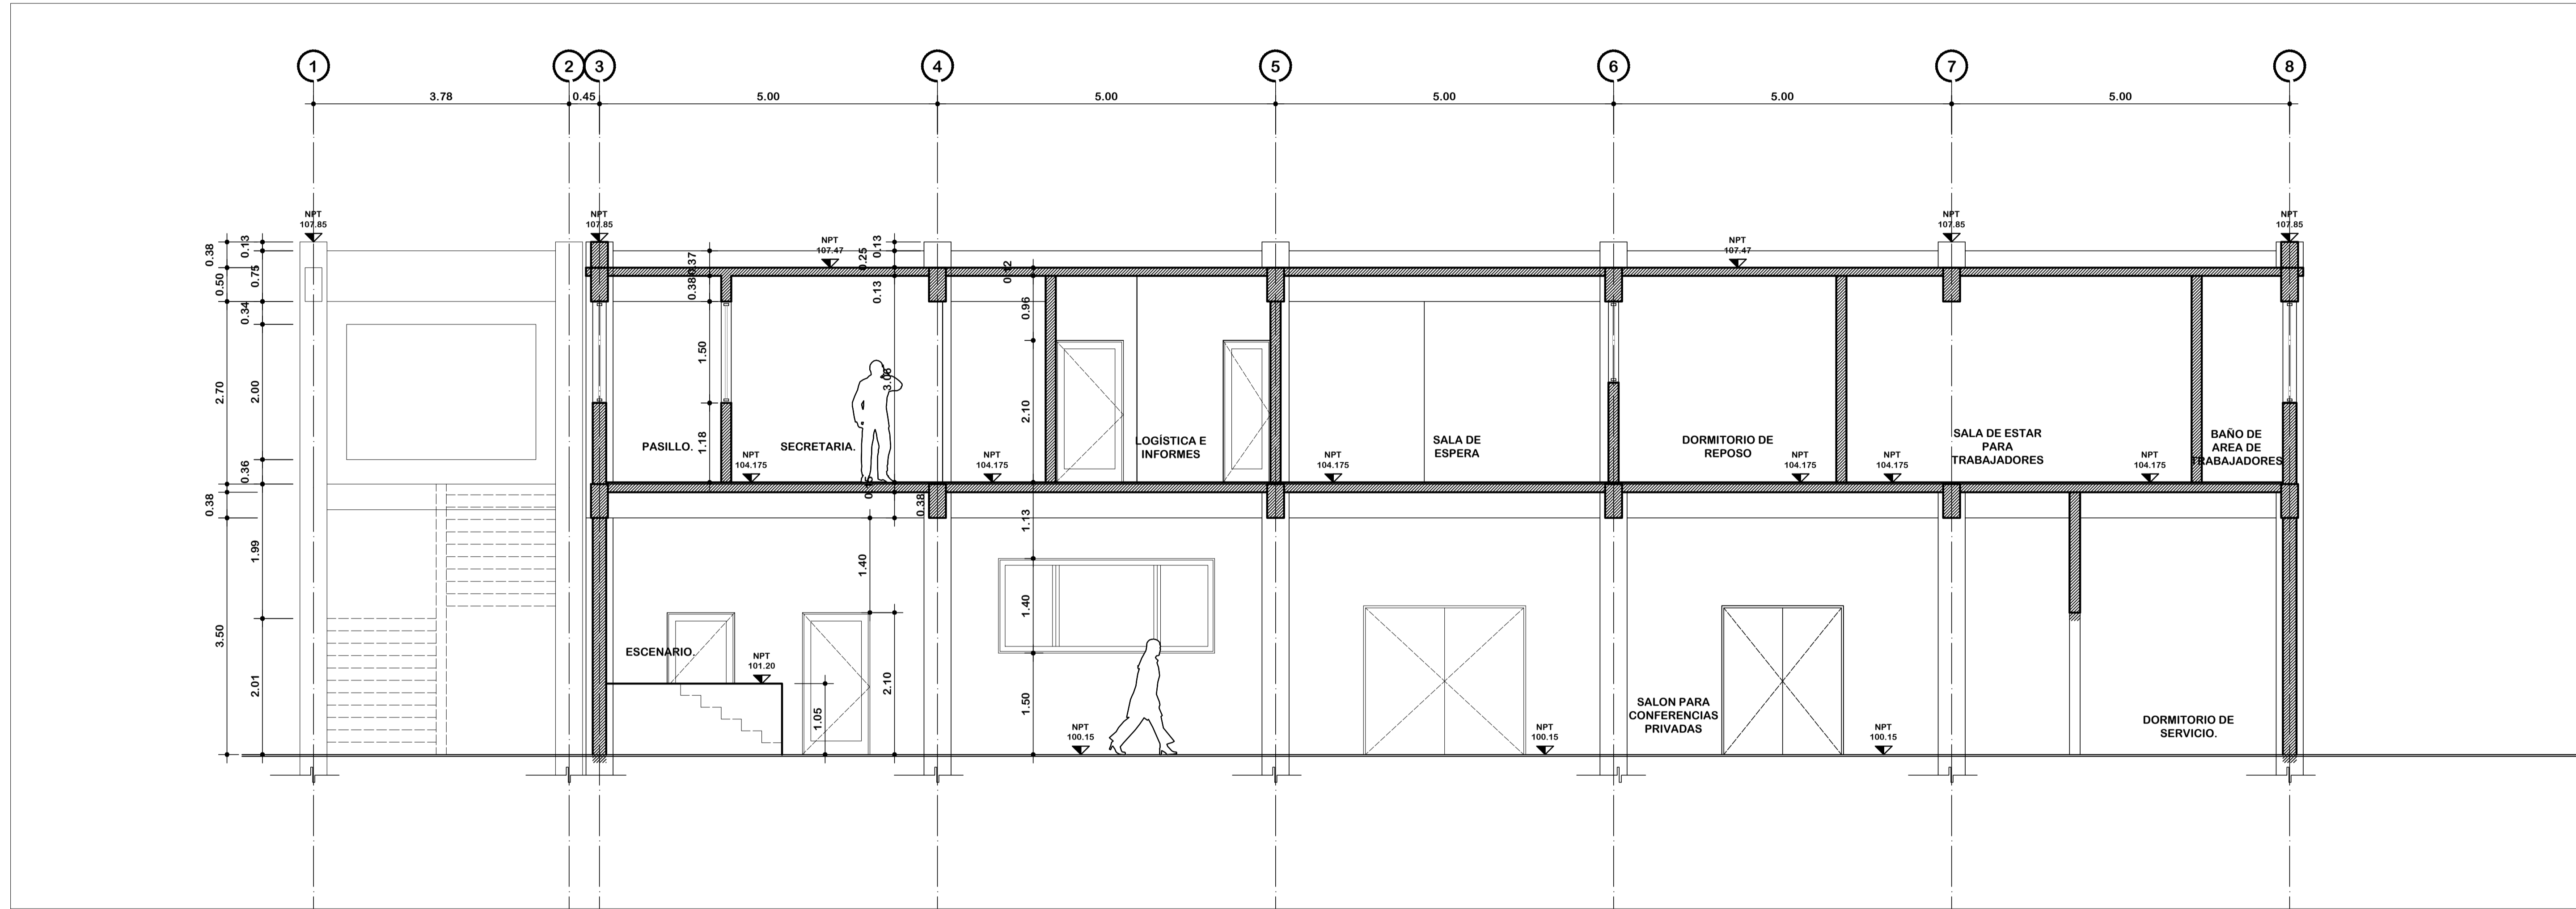 1
2
3
4
5
6
7
8
3.78
0.45
5.00
5.00
5.00
5.00
5.00
NPT
107.85
NPT
107.85
NPT
107.85
NPT
107.85
NPT
107.47
NPT
107.47
0.38
0.50
2.70
0.38
3.50
0.13
0.75
0.34
2.00
0.36
1.99
2.01
0.37
0.38
1.50
1.18
0.13
0.25
0.13
3.06
0.15
0.38
0.12
0.96
2.10
1.13
1.40
1.50
1.40
2.10
1.05
PASILLO.
SECRETARIA.
LOGÍSTICA E
INFORMES
SALA DE
ESPERA
DORMITORIO DE
REPOSO
SALA DE ESTAR
PARA
TRABAJADORES
BAÑO DE
AREA DE
TRABAJADORES
NPT
104.175
NPT
104.175
NPT
104.175
NPT
104.175
NPT
104.175
NPT
104.175
ESCENARIO.
NPT
101.20
SALON PARA
CONFERENCIAS
PRIVADAS
DORMITORIO DE
SERVICIO.
NPT
100.15
NPT
100.15
NPT
100.15